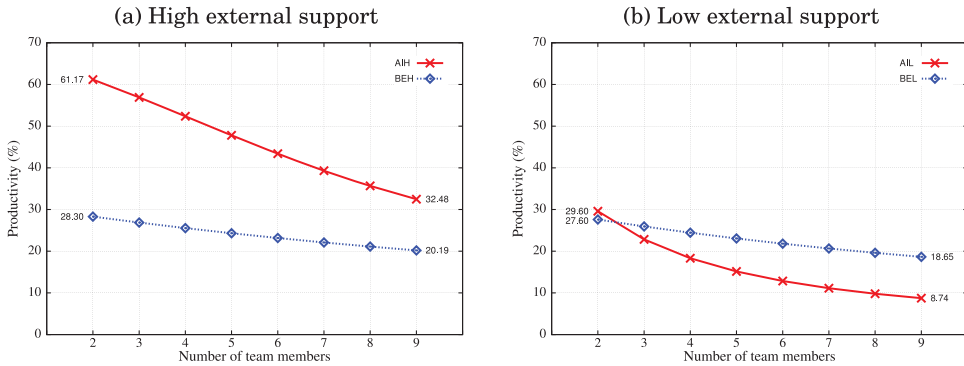 (a) High external support
70
60
50
40
30
20
10
0
Productivity (%)
61.17
28.30
32.48
20.19
AIH
BEH
2 3 4 5 6 7 8 9
Number of team members
(b) Low external support
70
60
50
40
30
20
10
0
Productivity (%)
29.60
27.60
18.65
8.74
AIL
BEL
2 3 4 5 6 7 8 9
Number of team members